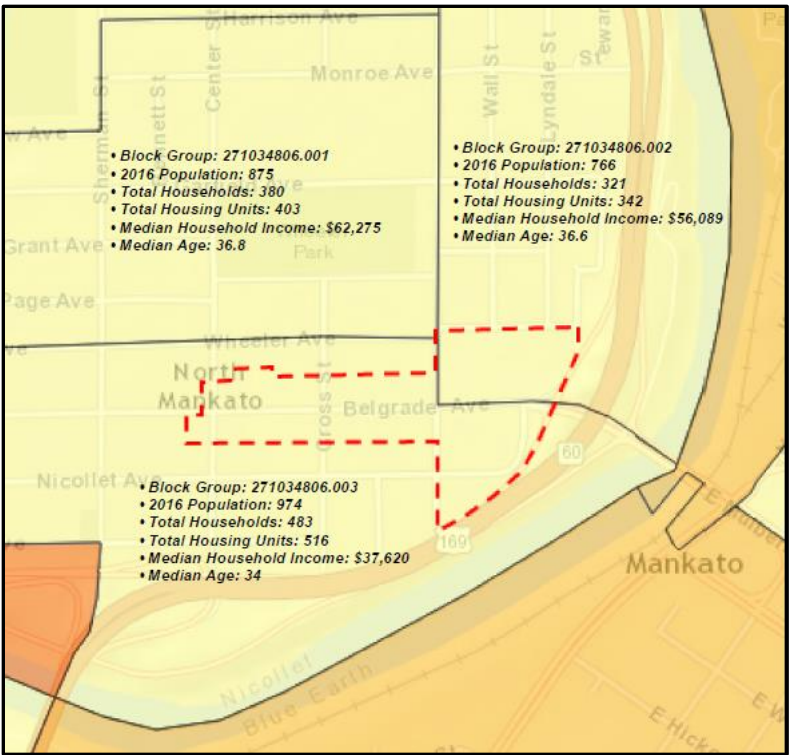 Harrison Ave
Monroe Ave
Center St
Wall St
Lyndale St
St
Sherman St
• Block Group: 271034806.001
• 2016 Population: 875
• Total Households: 380
• Total Housing Units: 403
• Median Household Income: $62,275
• Median Age: 36.8
• Block Group: 271034806.002
• 2016 Population: 766
• Total Households: 321
• Total Housing Units: 342
• Median Household Income: $56,089
• Median Age: 36.6
Grant Ave
Park
Page Ave
Wheeler Ave
North
Mankato
Cross St
Belgrade Ave
Nicollet Ave
60
• Block Group: 271034806.003
• 2016 Population: 974
• Total Households: 483
• Total Housing Units: 516
• Median Household Income: $37,620
• Median Age: 34
169
Mankato
Nicollet
Blue Earth